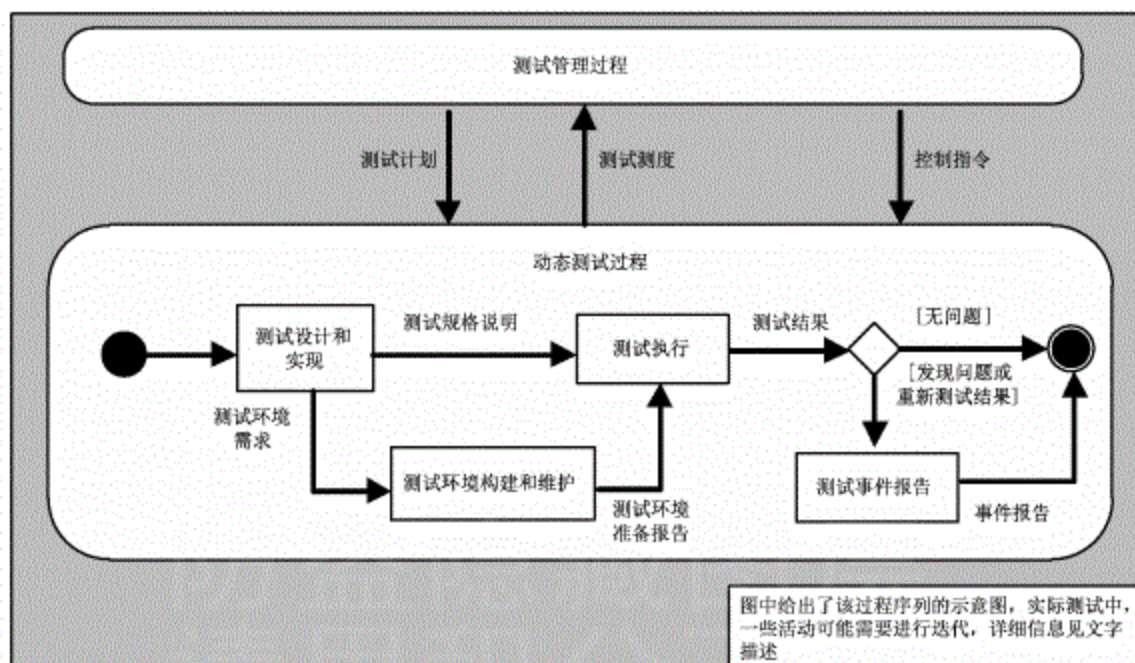 测试管理过程
测试计划
测试测度
控制指令
动态测试过程
测试设计和
实现
测试规格说明
测试执行
测试结果
[无问题]
[发现问题或
重新测试结果]
测试环境
需求
测试环境构建和维护
测试环境
准备报告
测试事件报告
事件报告
图中给出了该过程序列的示意图，实际测试中，
一些活动可能需要进行迭代，详细信息见文字
描述